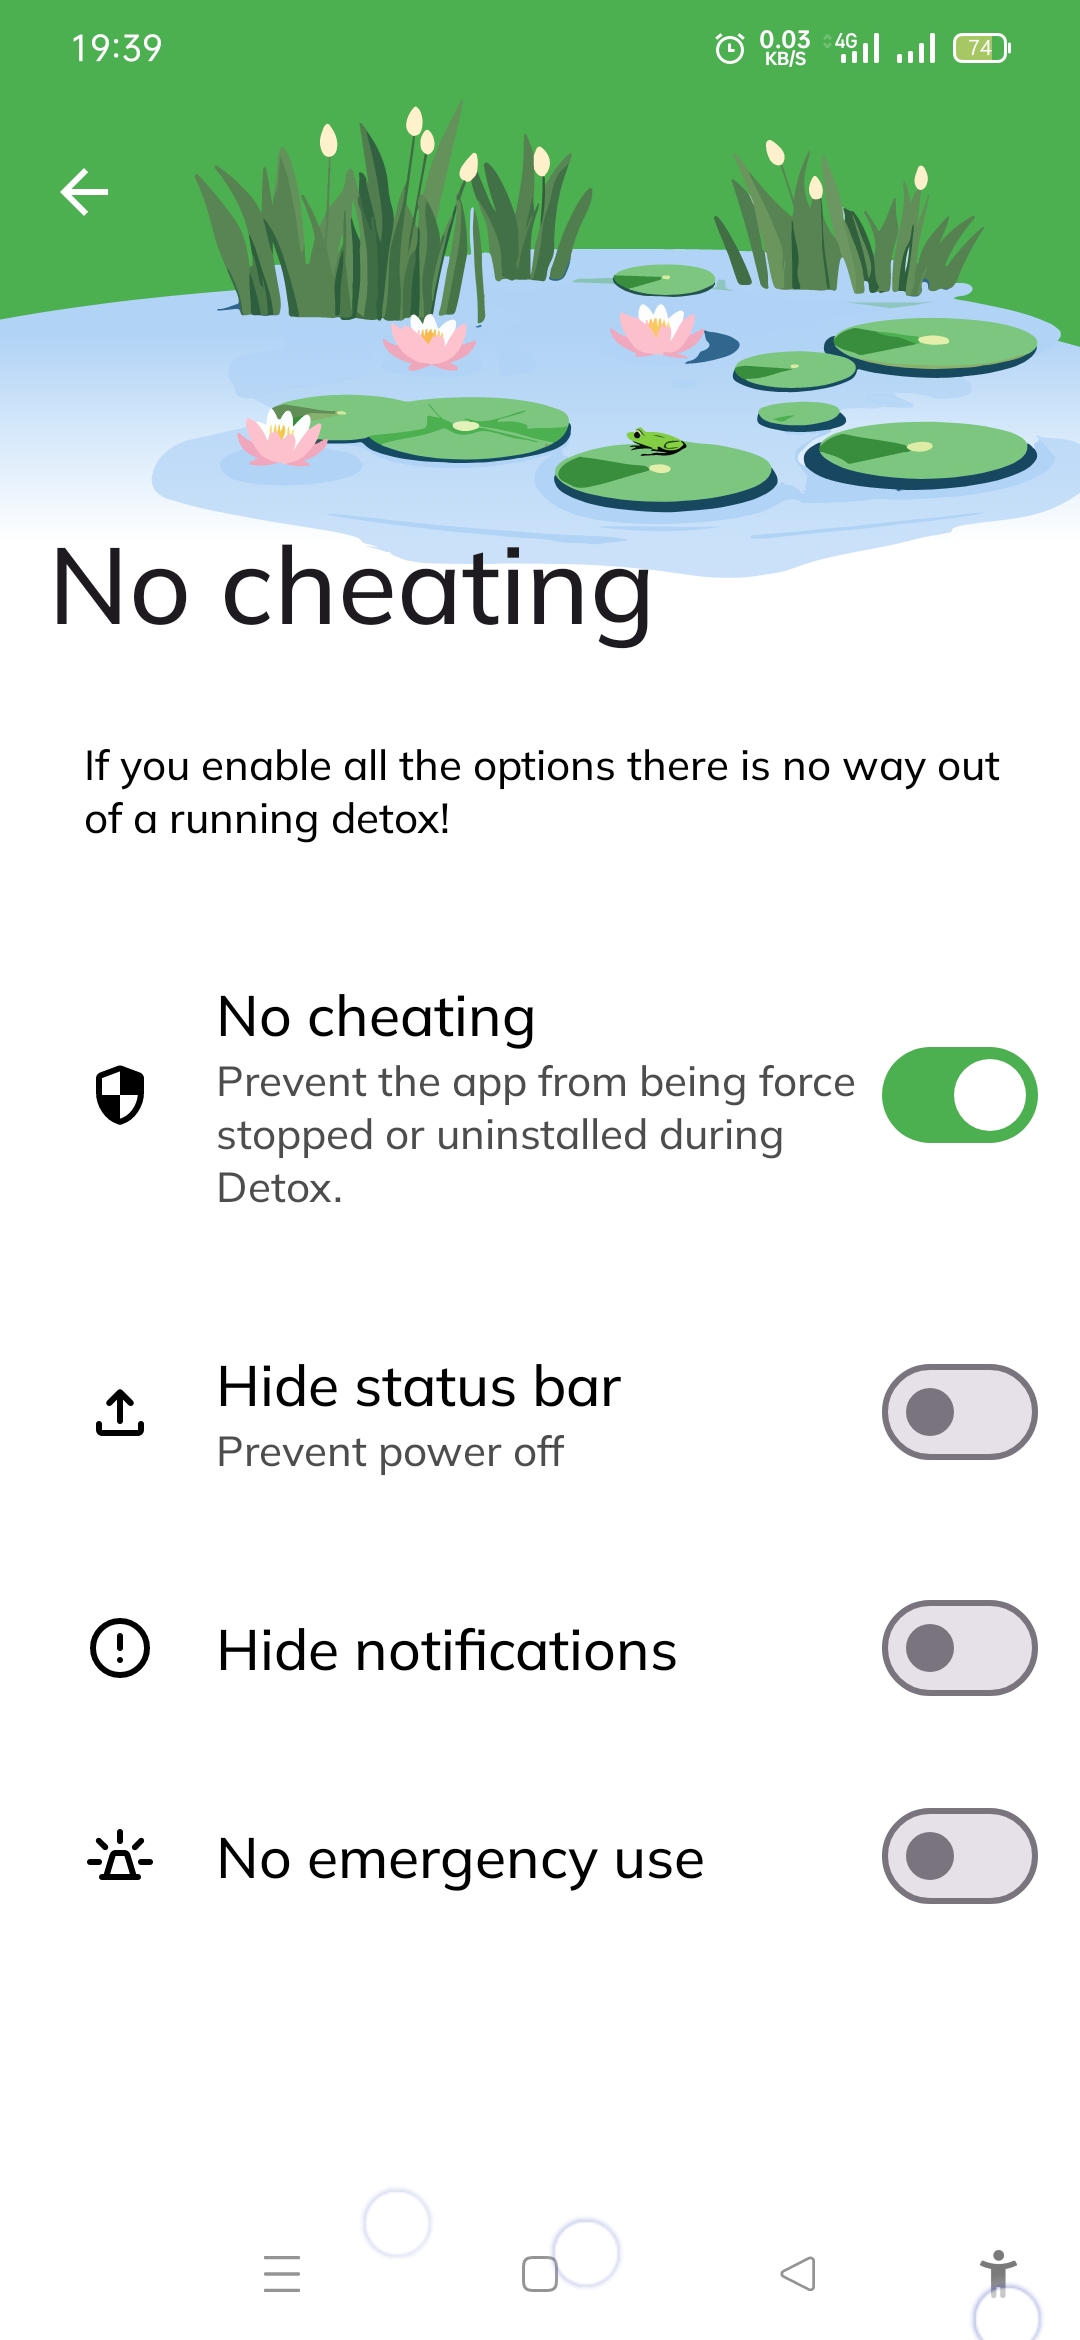 19:39
0.03
KB/S
4G
74
No cheating
If you enable all the options there is no way out
of a running detox!
No cheating
Prevent the app from being force
stopped or uninstalled during
Detox.
Hide status bar
Prevent power off
Hide notifications
No emergency use